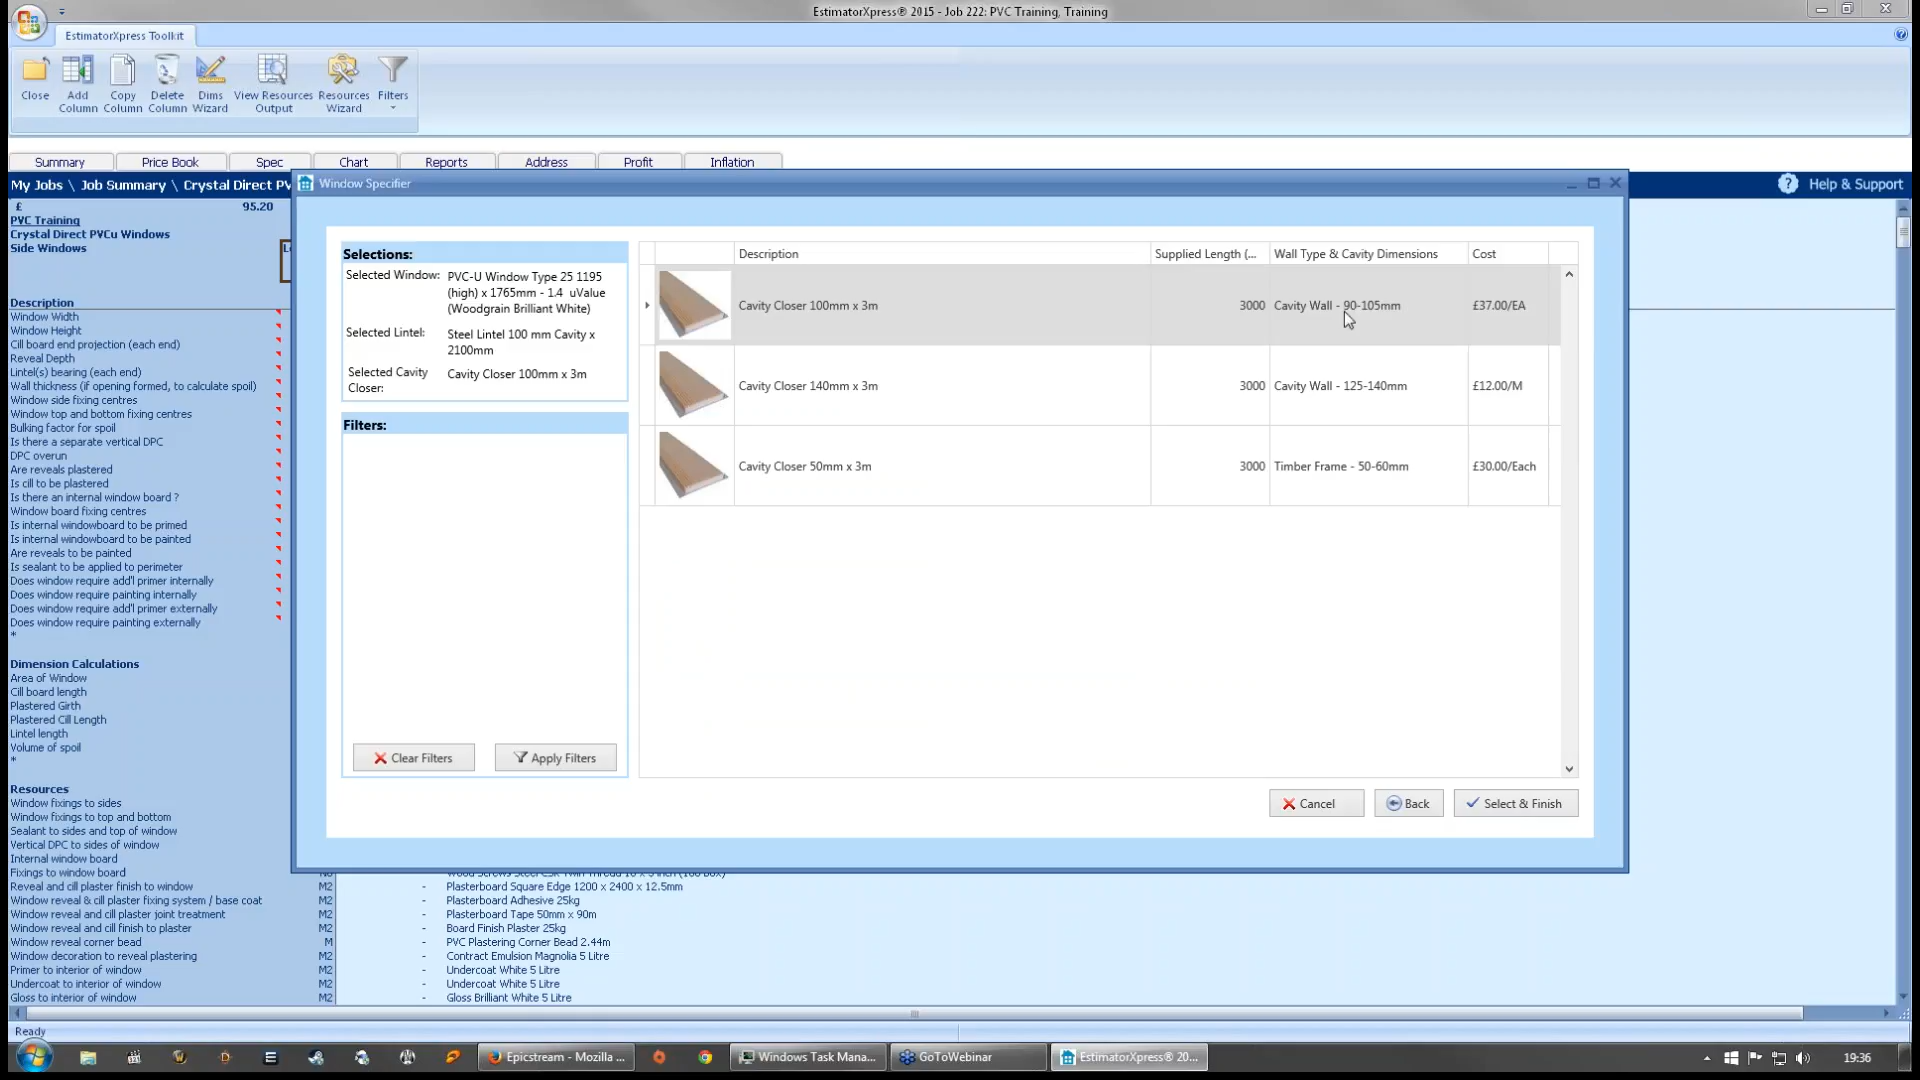 EstimatorXpress® 2015 - Job 222: PVC Training, Training
EstimatorXpress Toolkit
Close
Add Column
Copy Column
Delete Column
Dims Wizard
View Resources Output
Resources Wizard
Filters
Summary
Price Book
Spec
Chart
Reports
Address
Profit
Inflation
My Jobs \ Job Summary \ Crystal Direct PV
Help & Support
£ 95.20
PVC Training
Crystal Direct PVCu Windows
Side Windows
Description
Window Width
Window Height
Cill board end projection (each end)
Reveal Depth
Lintel(s) bearing (each end)
Wall thickness (if opening formed, to calculate spoil)
Window side fixing centres
Window top and bottom fixing centres
Bulking factor for spoil
Is there a separate vertical DPC
DPC overun
Are reveals plastered
Is cill to be plastered
Is there an internal window board ?
Window board fixing centres
Is internal windowboard to be primed
Is internal windowboard to be painted
Are reveals to be painted
Is sealant to be applied to perimeter
Does window require add'l primer internally
Does window require painting internally
Does window require add'l primer externally
Does window require painting externally
*
Dimension Calculations
Area of Window
Cill board length
Plastered Girth
Plastered Cill Length
Lintel length
Volume of spoil
*
Resources
Window fixings to sides
Window fixings to top and bottom
Sealant to sides and top of window
Vertical DPC to sides of window
Internal window board
Fixings to window board
Reveal and cill plaster finish to window M2 - Plasterboard Square Edge 1200 x 2400 x 12.5mm
Window reveal & cill plaster fixing system / base coat M2 - Plasterboard Adhesive 25kg
Window reveal and cill plaster joint treatment M2 - Plasterboard Tape 50mm x 90m
Window reveal and cill finish to plaster M2 - Board Finish Plaster 25kg
Window reveal corner bead M - PVC Plastering Corner Bead 2.44m
Window decoration to reveal plastering M2 - Contract Emulsion Magnolia 5 Litre
Primer to interior of window M2 - Undercoat White 5 Litre
Undercoat to interior of window M2 - Undercoat White 5 Litre
Gloss to interior of window M2 - Gloss Brilliant White 5 Litre
Window Specifier
Selections:
Selected Window: PVC-U Window Type 25 1195
(high) x 1765mm - 1.4 uValue
(Woodgrain Brilliant White)
Selected Lintel: Steel Lintel 100 mm Cavity x
2100mm
Selected Cavity Closer: Cavity Closer 100mm x 3m
Filters:
Clear Filters
Apply Filters
Description Supplied Length (... Wall Type & Cavity Dimensions Cost
Cavity Closer 100mm x 3m 3000 Cavity Wall - 90-105mm £37.00/EA
Cavity Closer 140mm x 3m 3000 Cavity Wall - 125-140mm £12.00/M
Cavity Closer 50mm x 3m 3000 Timber Frame - 50-60mm £30.00/Each
Cancel
Back
Select & Finish
Ready
Epicstream - Mozilla ...
Windows Task Mana...
GoToWebinar
EstimatorXpress® 20...
19:36